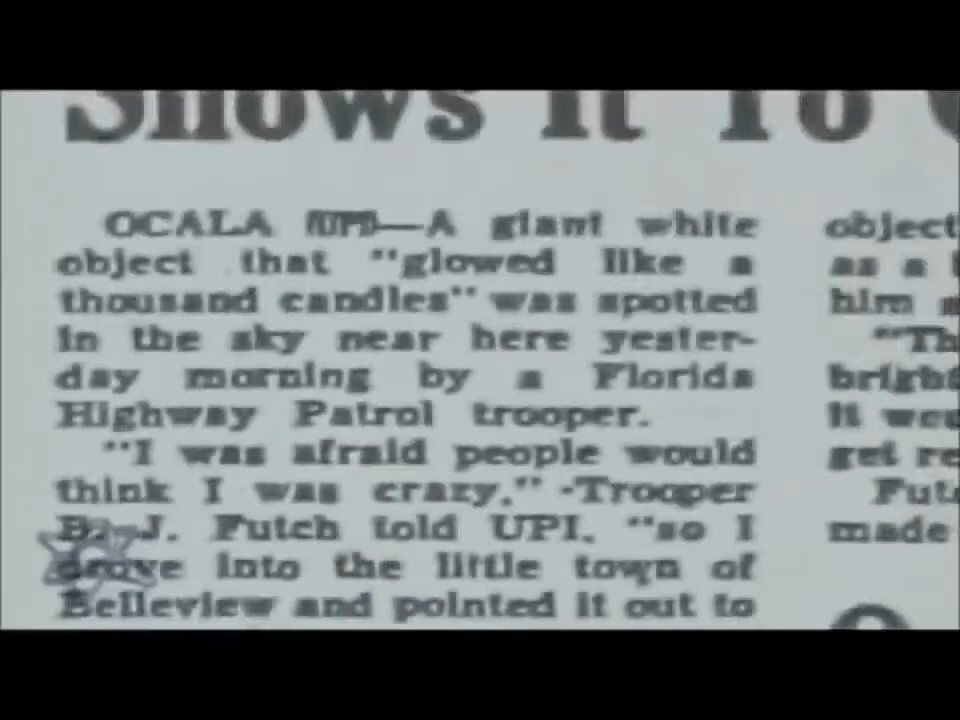 Shows It To
OCALA (UPI)—A giant white
object that "glowed like a
thousand candles" was spotted
in the sky near here yester-
day morning by a Florida
Highway Patrol trooper.
"I was afraid people would
think I was crazy," -Trooper
B. J. Futch told UPI, "so I
drove into the little town of
Belleview and pointed it out to
object
as a
him
"Th
bright
it wou
get re
Futc
made